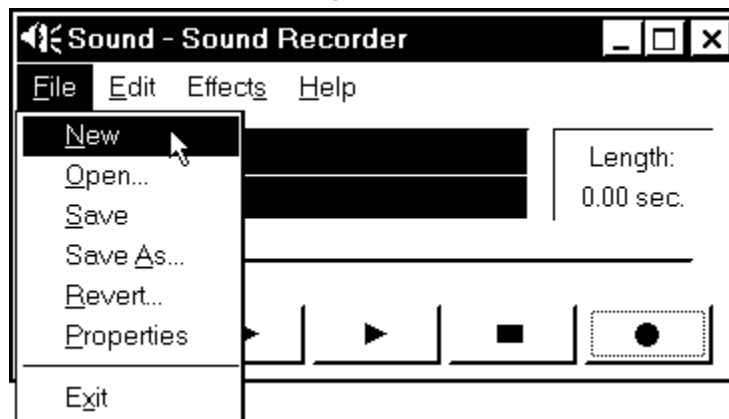 Sound - Sound Recorder
File Edit Effects Help
New
Open...
Save
Save As...
Revert...
Properties
Exit
Length:
0.00 sec.